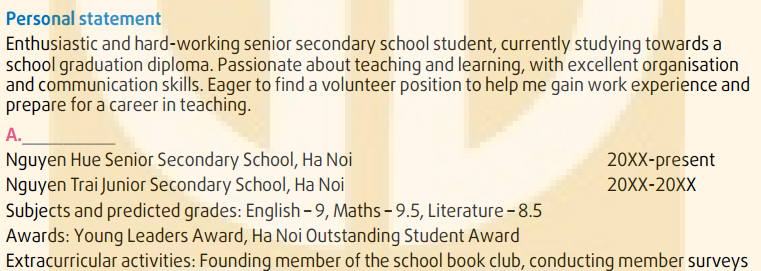 Personal statement
Enthusiastic and hard-working senior secondary school student, currently studying towards a
school graduation diploma. Passionate about teaching and learning, with excellent organisation
and communication skills. Eager to find a volunteer position to help me gain work experience and
prepare for a career in teaching.
A.__________
Nguyen Hue Senior Secondary School, Ha Noi 20XX-present
Nguyen Trai Junior Secondary School, Ha Noi 20XX-20XX
Subjects and predicted grades: English – 9, Maths – 9.5, Literature – 8.5
Awards: Young Leaders Award, Ha Noi Outstanding Student Award
Extracurricular activities: Founding member of the school book club, conducting member surveys